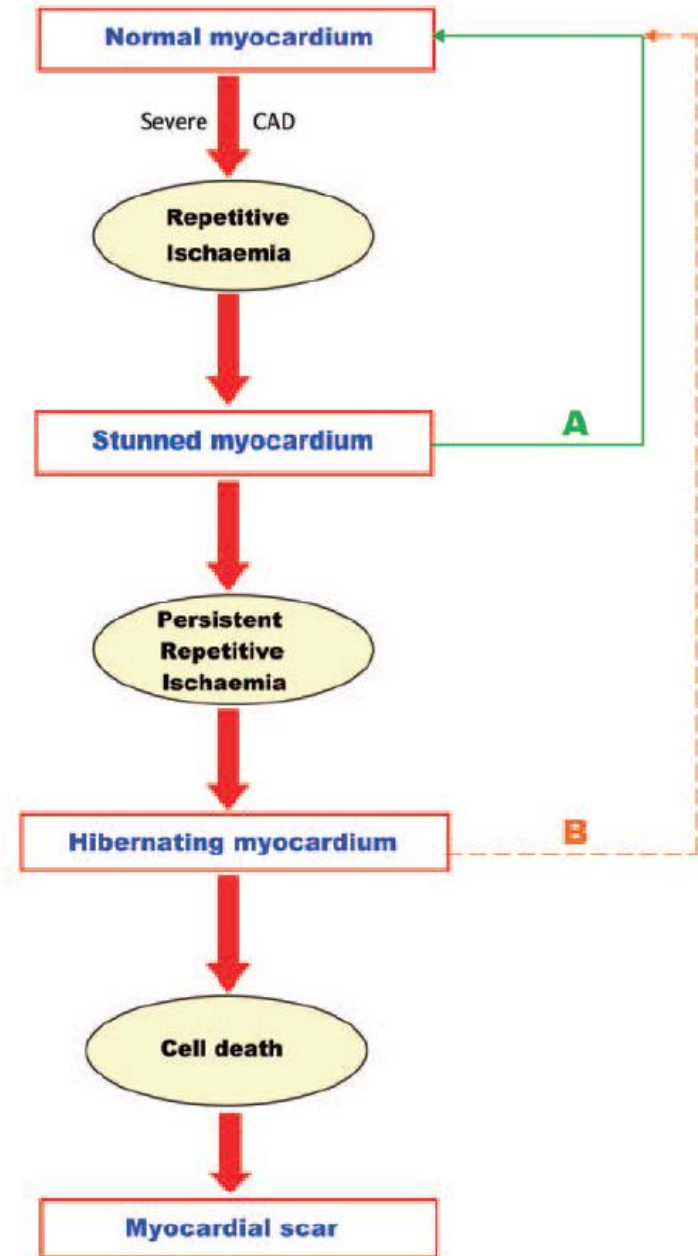 Normal myocardium
Severe CAD
Repetitive
Ischaemia
Stunned myocardium
A
Persistent
Repetitive
Ischaemia
Hibernating myocardium
B
Cell death
Myocardial scar